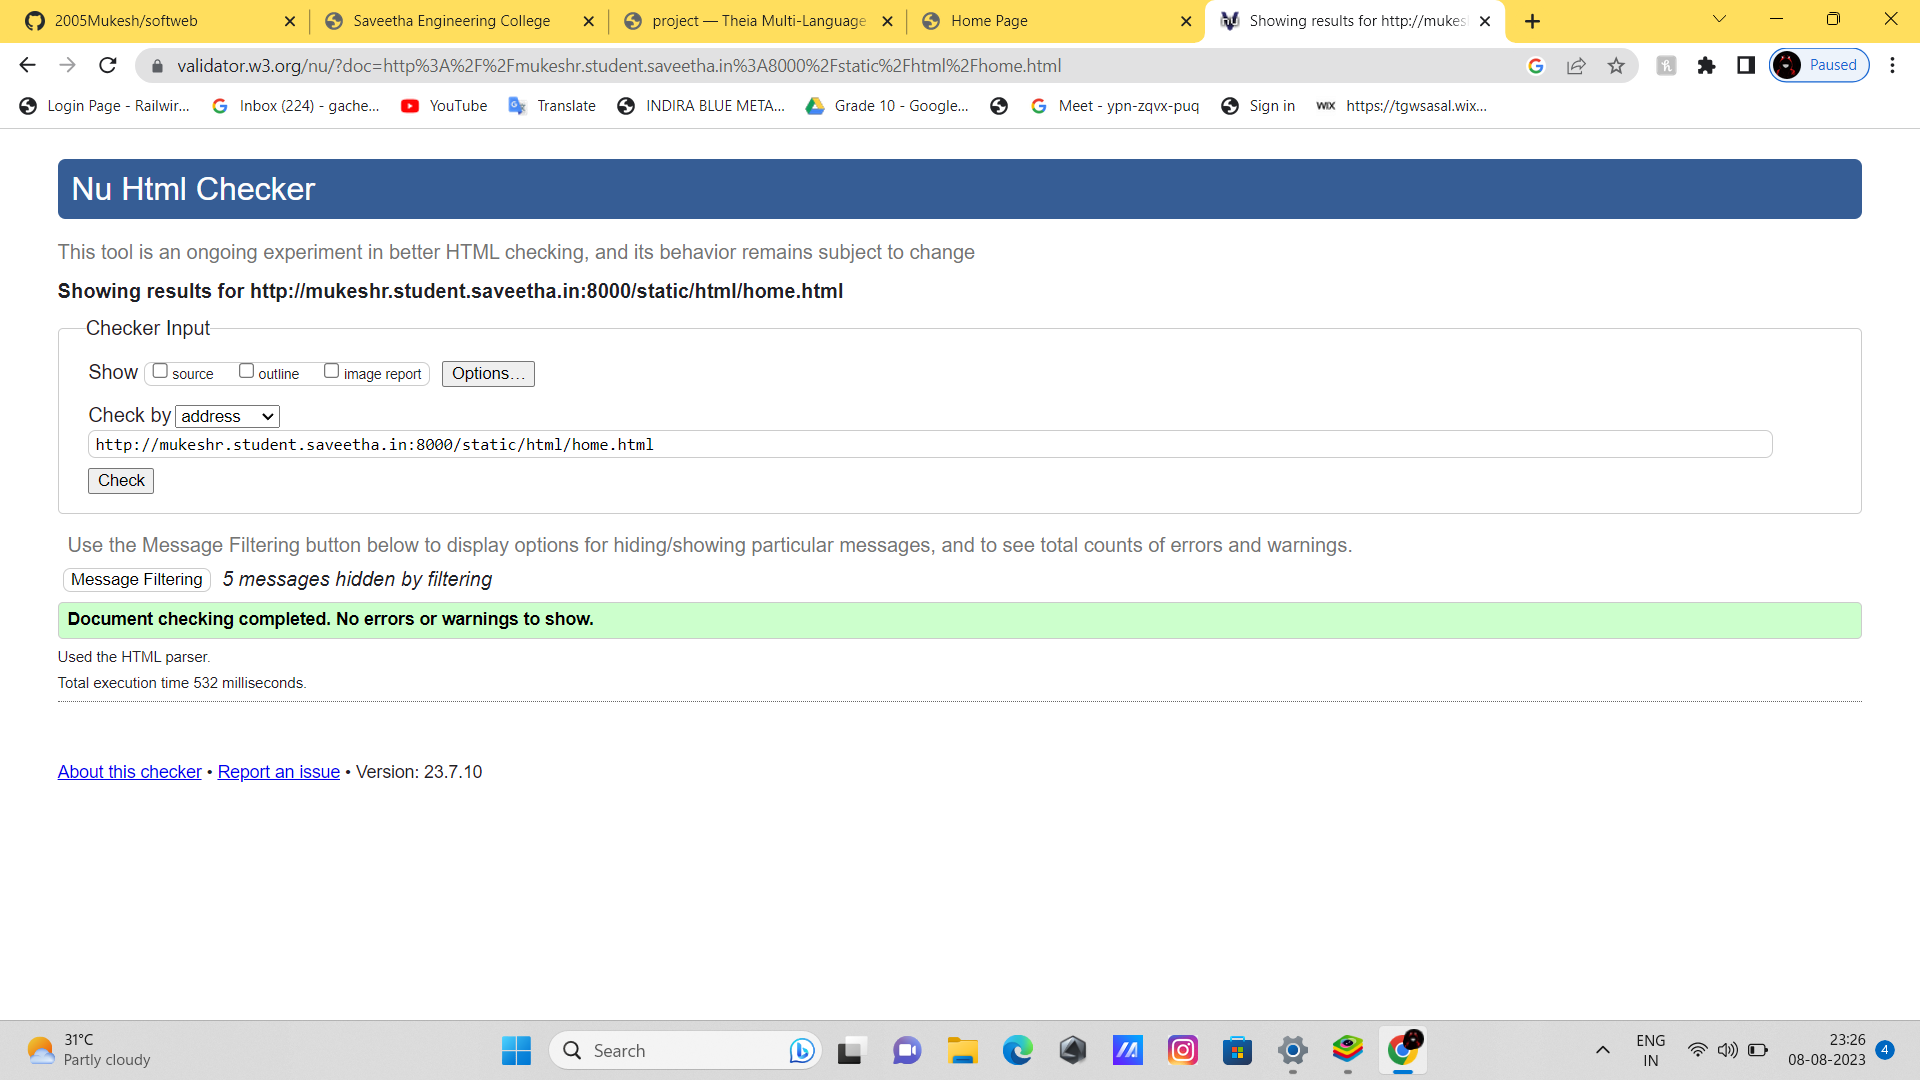 2005Mukesh/softweb
Saveetha Engineering College
project — Theia Multi-Language
Home Page
Showing results for http://mukes
validator.w3.org/nu/?doc=http%3A%2F%2Fmukeshr.student.saveetha.in%3A8000%2Fstatic%2Fhtml%2Fhome.html
Paused
Login Page - Railwir...
Inbox (224) - gache...
YouTube
Translate
INDIRA BLUE META...
Grade 10 - Google...
Meet - ypn-zqvx-puq
Sign in
WIX
https://tgwsasal.wix...
Nu Html Checker
This tool is an ongoing experiment in better HTML checking, and its behavior remains subject to change
Showing results for http://mukeshr.student.saveetha.in:8000/static/html/home.html
Checker Input
Show source outline image report Options...
Check by address
http://mukeshr.student.saveetha.in:8000/static/html/home.html
Check
Use the Message Filtering button below to display options for hiding/showing particular messages, and to see total counts of errors and warnings.
Message Filtering 5 messages hidden by filtering
Document checking completed. No errors or warnings to show.
Used the HTML parser.
Total execution time 532 milliseconds.
About this checker • Report an issue • Version: 23.7.10
31°C
Partly cloudy
Search
ENG
IN
23:26
08-08-2023
4